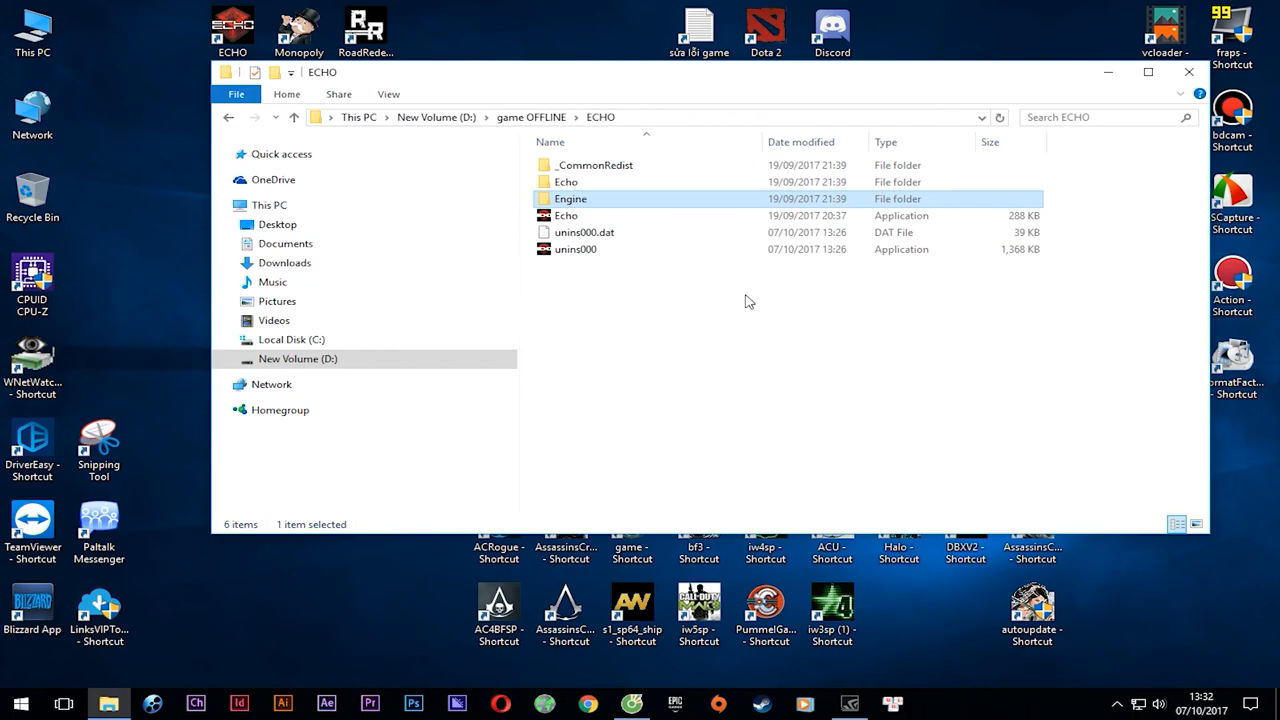 This PC
ECHO
Monopoly
RoadRede...
sửa lỗi game
Dota 2
Discord
vcloader -
99
fraps -
Shortcut
ECHO
File
Home
Share
View
This PC
New Volume (D:)
game OFFLINE
ECHO
Search ECHO
Name
Date modified
Type
Size
_CommonRedist
19/09/2017 21:39
File folder
Echo
19/09/2017 21:39
File folder
Engine
19/09/2017 21:39
File folder
Echo
19/09/2017 20:37
Application
288 KB
unins000.dat
07/10/2017 13:26
DAT File
39 KB
unins000
07/10/2017 13:26
Application
1,368 KB
Quick access
OneDrive
This PC
Desktop
Documents
Downloads
Music
Pictures
Videos
Local Disk (C:)
New Volume (D:)
Network
Homegroup
6 items
1 item selected
Network
Recycle Bin
CPUID
CPU-Z
WNetWatc...
- Shortcut
DriverEasy -
Shortcut
Snipping
Tool
TeamViewer
Paltalk
Messenger
Blizzard App
LinksVIPTo...
- Shortcut
bdcam -
Shortcut
SCapture -
Shortcut
Action -
Shortcut
ormatFact...
- Shortcut
ACRogue -
Shortcut
AssassinsCr...
- Shortcut
game -
Shortcut
bf3 -
Shortcut
iw4sp -
Shortcut
ACU -
Shortcut
Halo -
Shortcut
DBXV2 -
Shortcut
AssassinsC...
- Shortcut
AC4BFSP -
Shortcut
AssassinsC...
- Shortcut
s1_sp64_ship
- Shortcut
iw5sp -
Shortcut
PummelGa...
- Shortcut
iw3sp (1) -
Shortcut
autoupdate -
Shortcut
Ch
Id
Ai
Ae
Pr
Ps
EPIC
13:32
07/10/2017